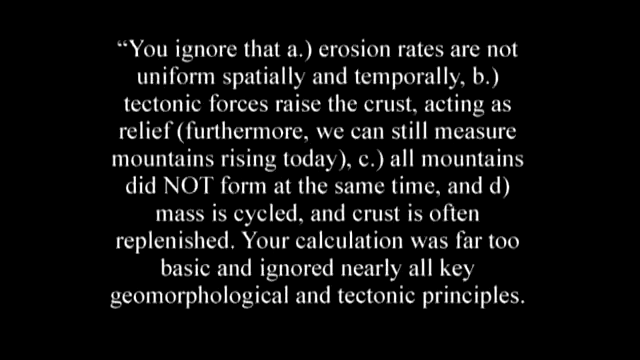 “You ignore that a.) erosion rates are not
uniform spatially and temporally, b.)
tectonic forces raise the crust, acting as
relief (furthermore, we can still measure
mountains rising today), c.) all mountains
did NOT form at the same time, and d)
mass is cycled, and crust is often
replenished. Your calculation was far too
basic and ignored nearly all key
geomorphological and tectonic principles.